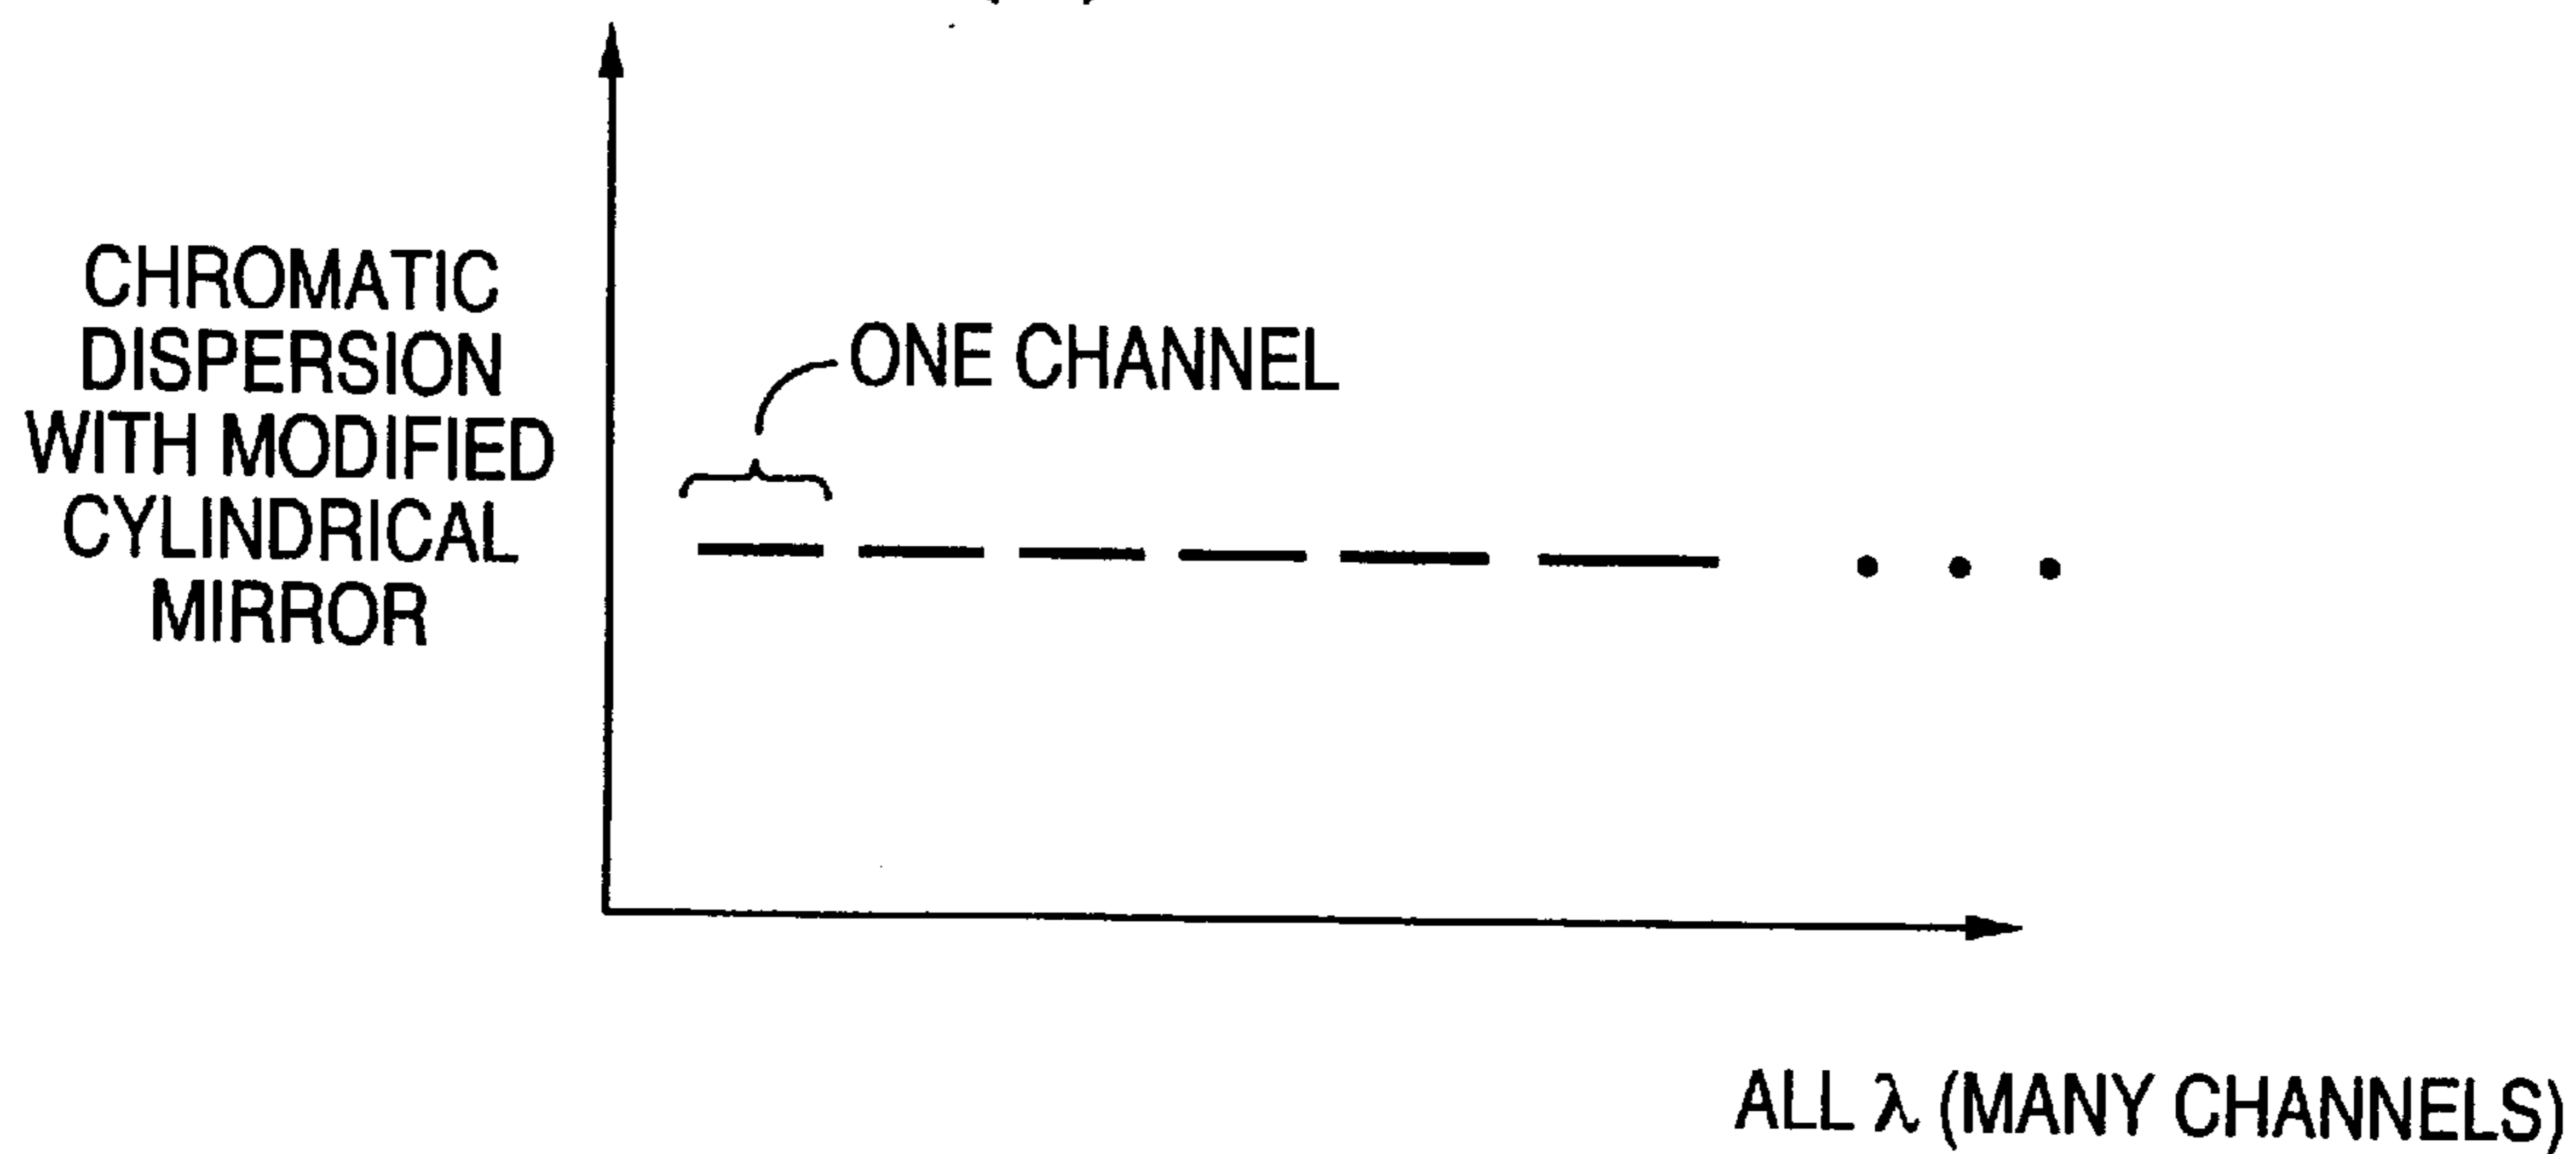 CHROMATIC
DISPERSION
WITH MODIFIED
CYLINDRICAL
MIRROR
ONE CHANNEL
ALL λ (MANY CHANNELS)